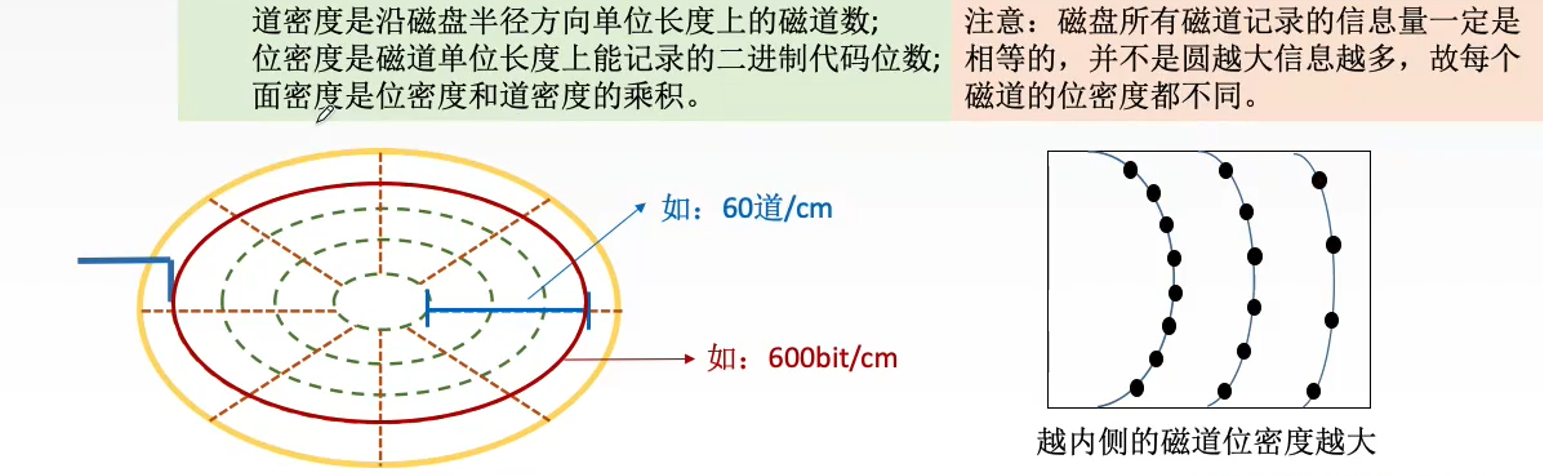 道密度是沿磁盘半径方向单位长度上的磁道数;
位密度是磁道单位长度上能记录的二进制代码位数;
面密度是位密度和道密度的乘积。
注意：磁盘所有磁道记录的信息量一定是
相等的，并不是圆越大信息越多，故每个
磁道的位密度都不同。
如：60道/cm
如：600bit/cm
越内侧的磁道位密度越大